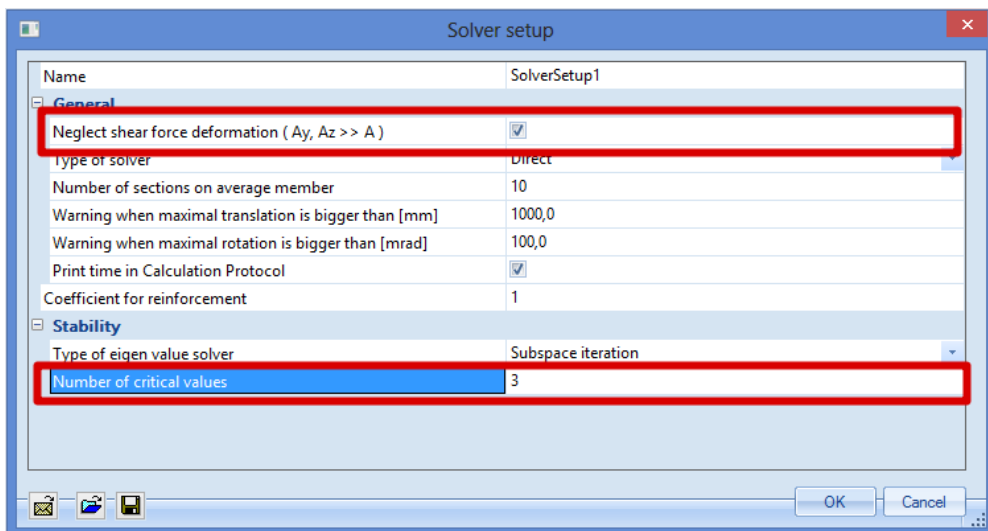 Solver setup
Name SolverSetup1
General
Neglect shear force deformation ( Ay, Az >> A )
Type of solver Direct
Number of sections on average member 10
Warning when maximal translation is bigger than [mm] 1000,0
Warning when maximal rotation is bigger than [mrad] 100,0
Print time in Calculation Protocol
Coefficient for reinforcement 1
Stability
Type of eigen value solver Subspace iteration
Number of critical values 3
OK Cancel